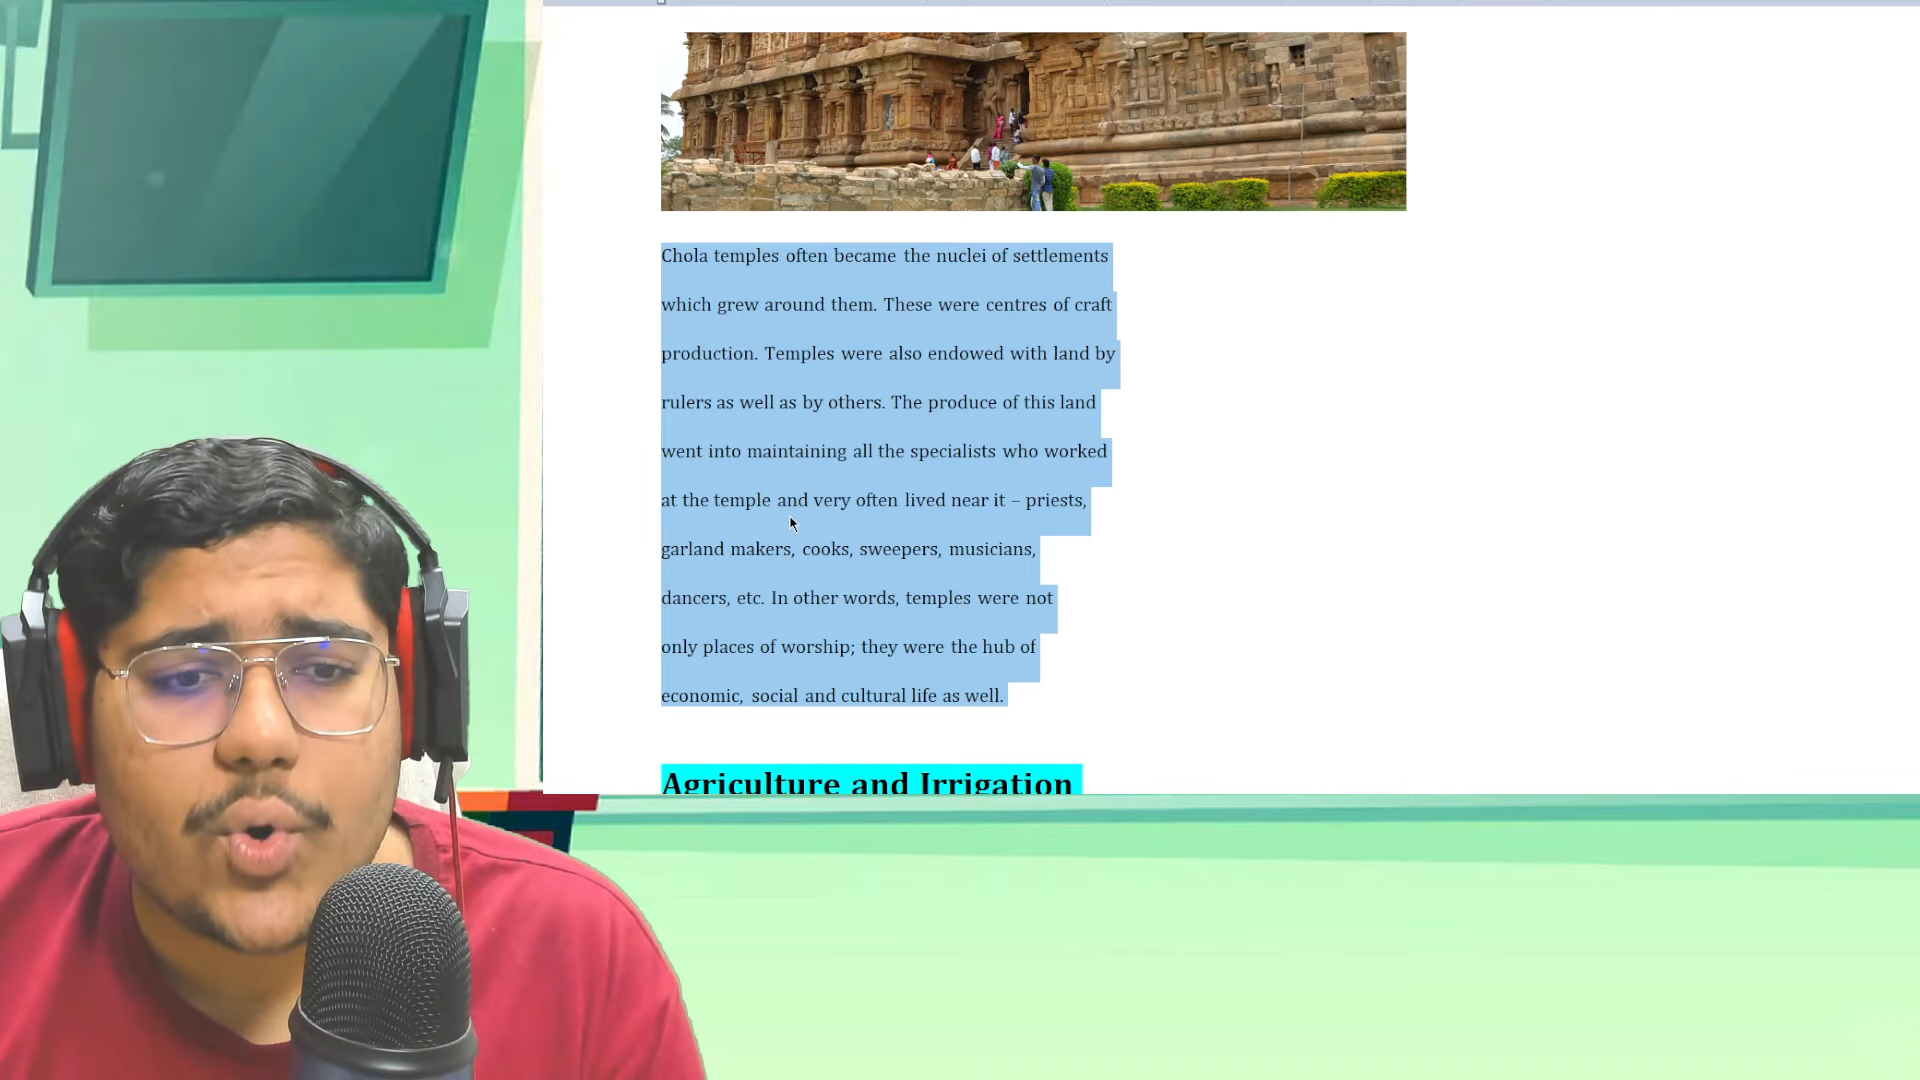 Chola temples often became the nuclei of settlements
which grew around them. These were centres of craft
production. Temples were also endowed with land by
rulers as well as by others. The produce of this land
went into maintaining all the specialists who worked
at the temple and very often lived near it – priests,
garland makers, cooks, sweepers, musicians,
dancers, etc. In other words, temples were not
only places of worship; they were the hub of
economic, social and cultural life as well.
Agriculture and Irrigation